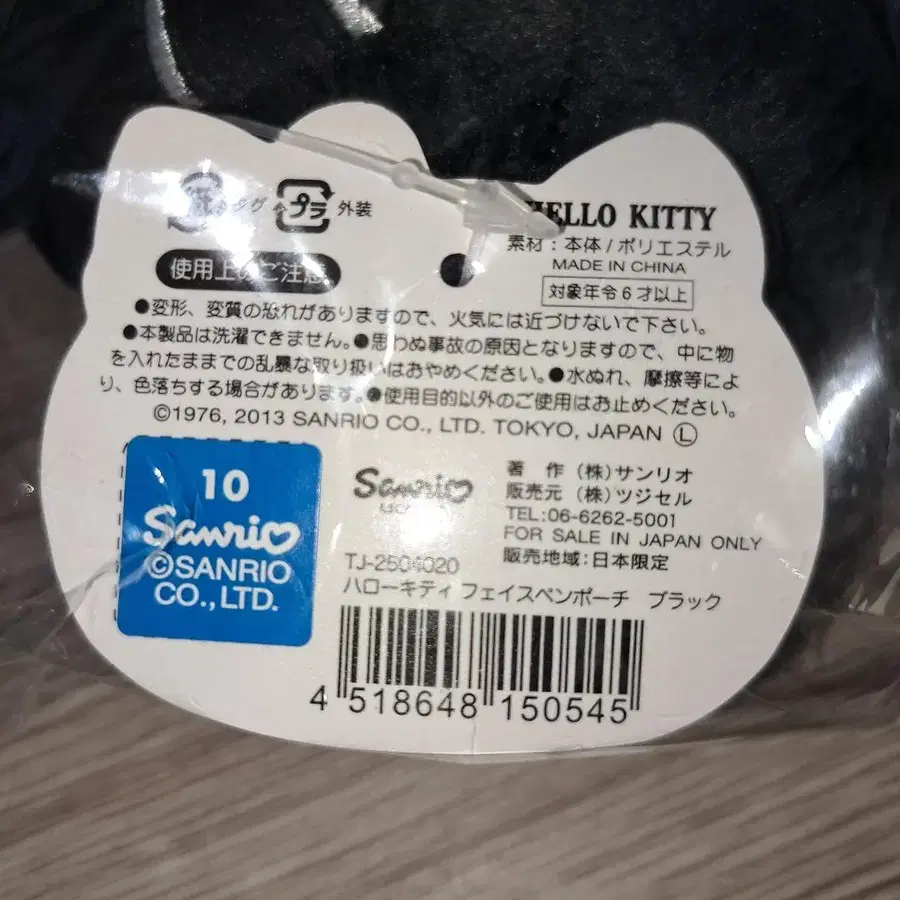 タグ プラ 外装
HELLO KITTY
素材：本体/ポリエステル
MADE IN CHINA
対象年令6才以上
使用上のご注意
●変形、変質の恐れがありますので、火気には近づけないで下さい。
●本製品は洗濯できません。●思わぬ事故の原因となりますので、中に物
を入れたままでの乱暴な取り扱いはおやめください。●水ぬれ、摩擦等によ
り、色落ちする場合があります。●使用目的以外のご使用はお止めください。
©1976, 2013 SANRIO CO., LTD. TOKYO, JAPAN Ⓛ
10
Sanrio
©SANRIO
CO., LTD.
Sanrio
著 作 （株）サンリオ
販売元 （株）ツジセル
TEL:06-6262-5001
FOR SALE IN JAPAN ONLY
販売地域:日本限定
TJ-2504020
ハローキティ フェイスペンポーチ ブラック
4 518648 150545